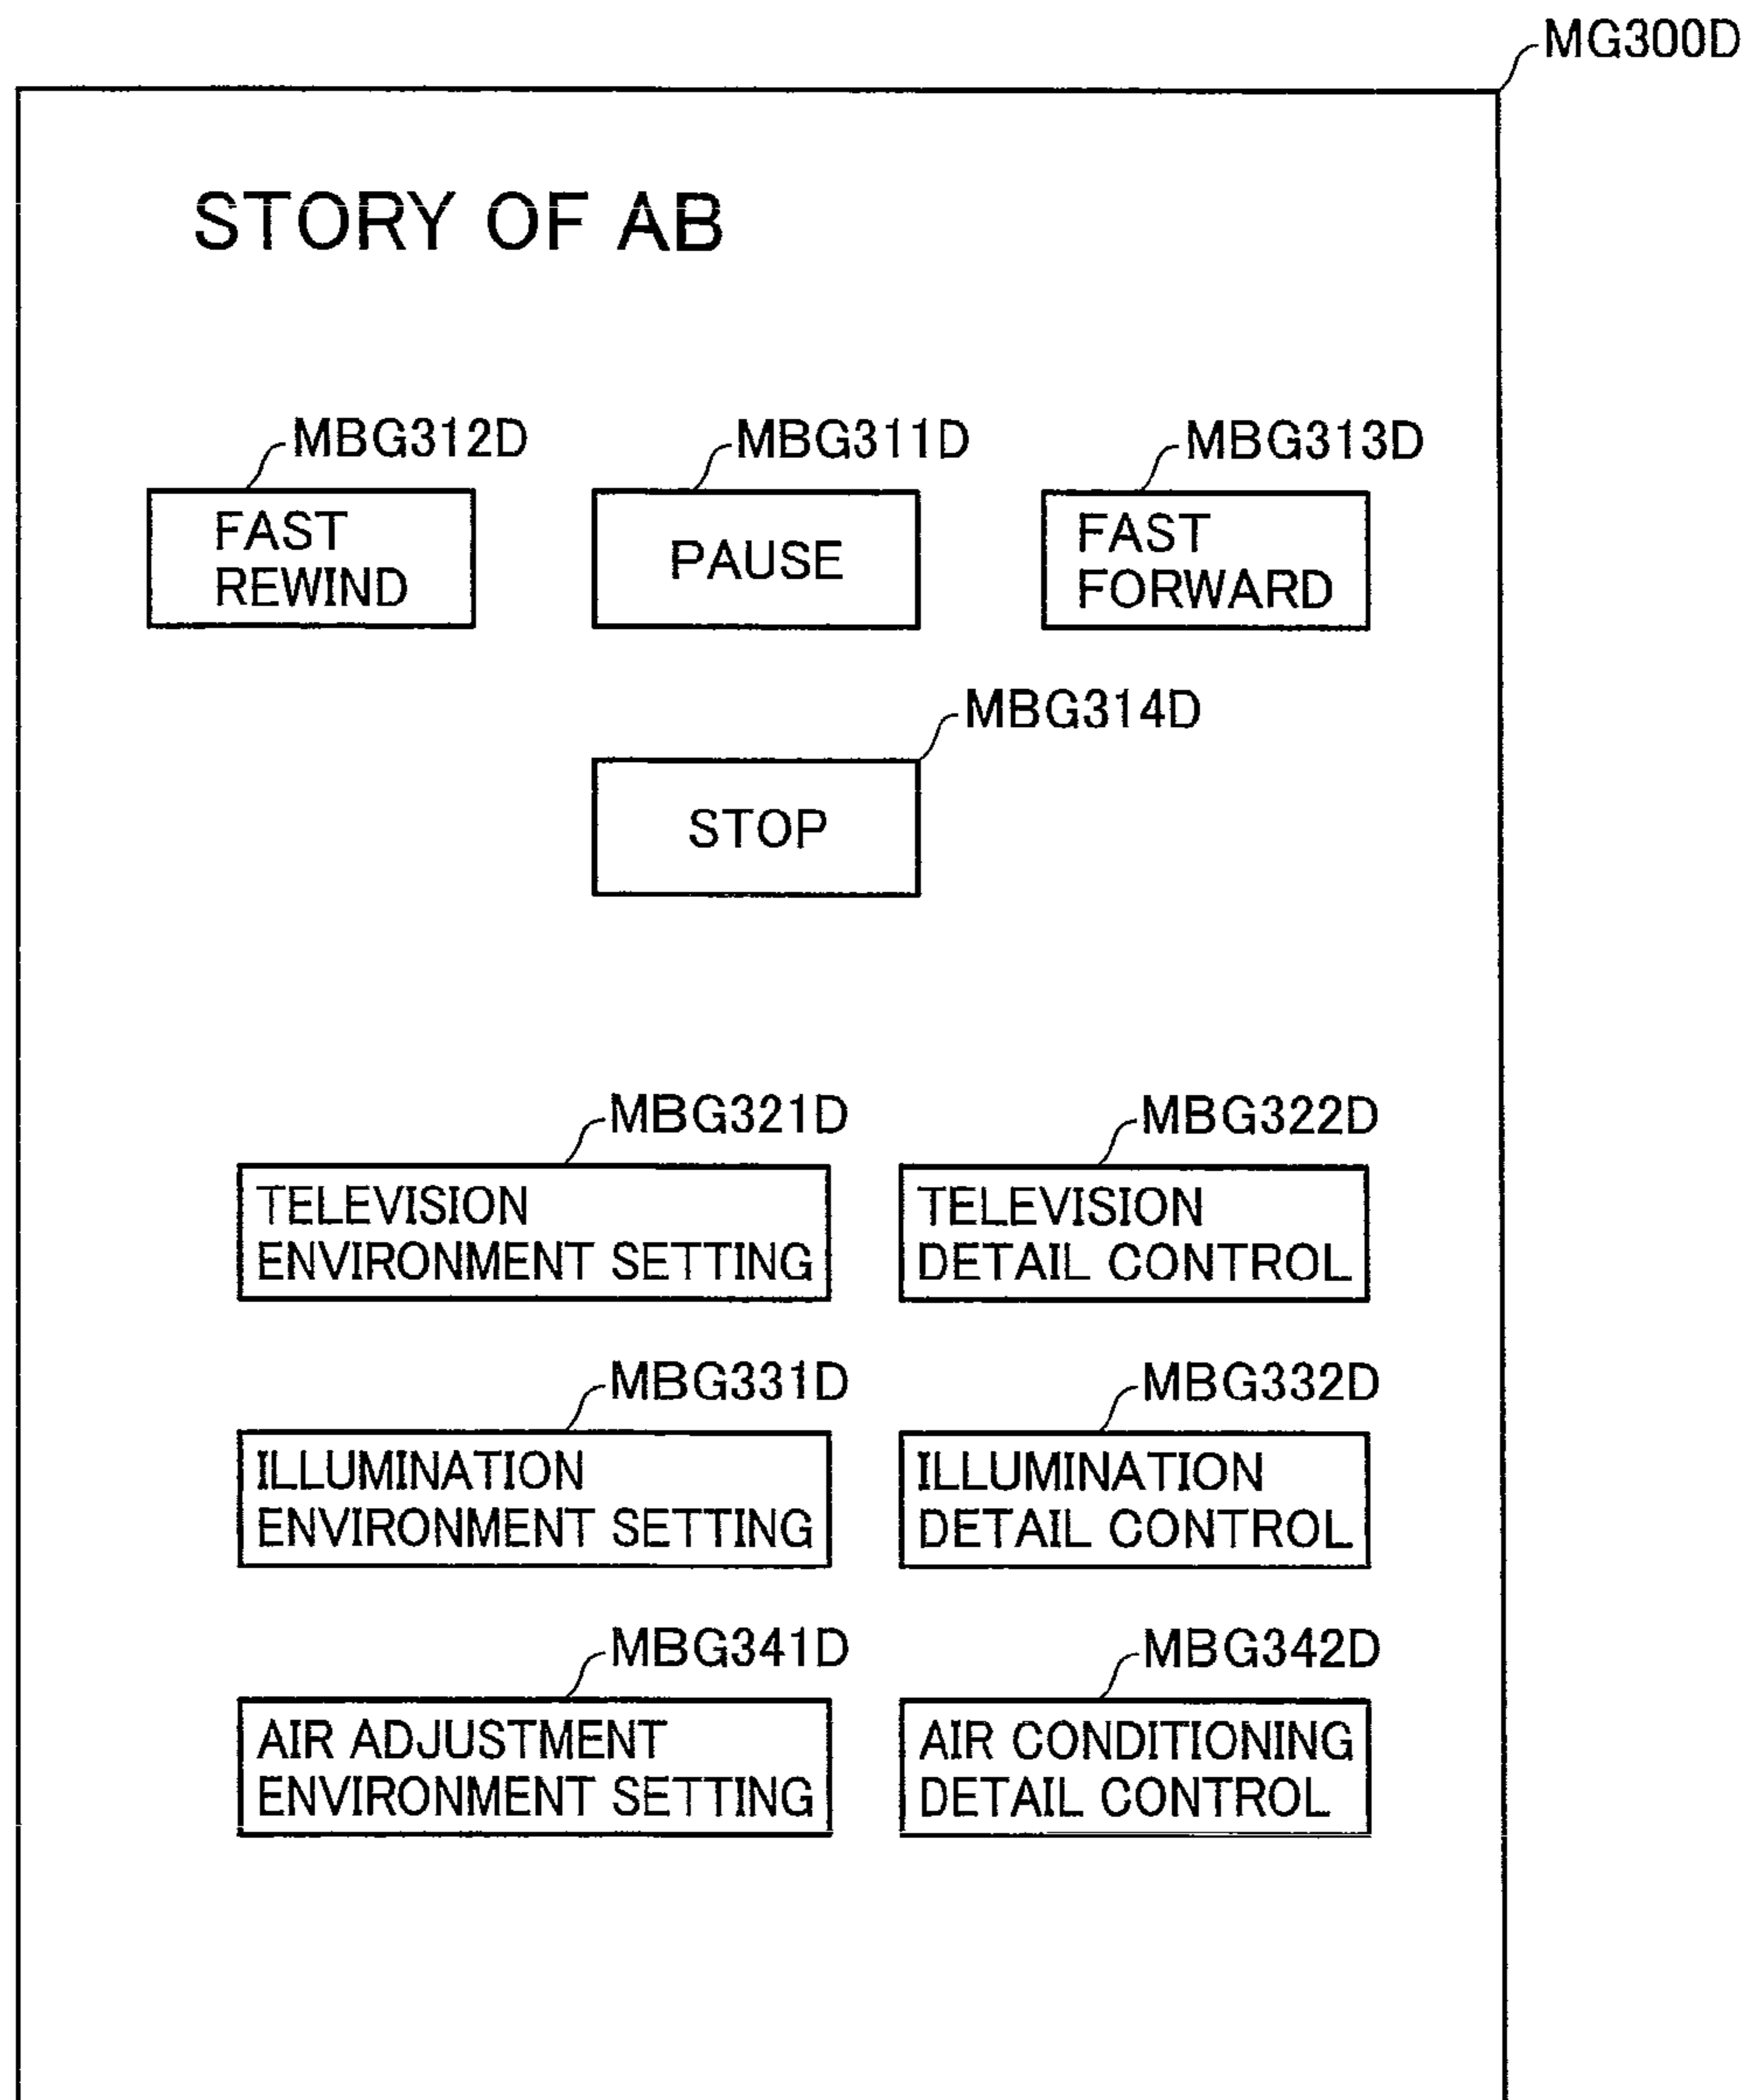 MG300D
STORY OF AB
MBG312D
MBG311D
MBG313D
FAST
REWIND
PAUSE
FAST
FORWARD
MBG314D
STOP
MBG321D
MBG322D
TELEVISION
ENVIRONMENT SETTING
TELEVISION
DETAIL CONTROL
MBG331D
MBG332D
ILLUMINATION
ENVIRONMENT SETTING
ILLUMINATION
DETAIL CONTROL
MBG341D
MBG342D
AIR ADJUSTMENT
ENVIRONMENT SETTING
AIR CONDITIONING
DETAIL CONTROL